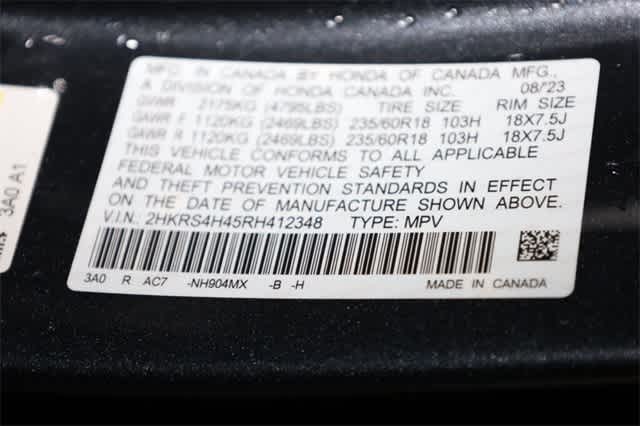 MFG. IN CANADA BY HONDA OF CANADA MFG.,
A DIVISION OF HONDA CANADA INC. 08/'23
GVWR 2175KG (4795LBS) TIRE SIZE RIM SIZE
GAWR F 1120KG (2469LBS) 235/60R18 103H 18X7.5J
GAWR R 1120KG (2469LBS) 235/60R18 103H 18X7.5J
THIS VEHICLE CONFORMS TO ALL APPLICABLE
FEDERAL MOTOR VEHICLE SAFETY
AND THEFT PREVENTION STANDARDS IN EFFECT
ON THE DATE OF MANUFACTURE SHOWN ABOVE.
V.I.N. 2HKRS4H45RH412348 TYPE: MPV
3A0 R AC7 -NH904MX -B -H MADE IN CANADA
3A0 A1